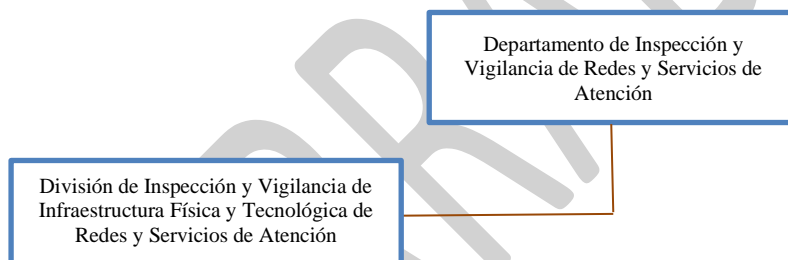 Departamento de Inspección y
Vigilancia de Redes y Servicios de
Atención
División de Inspección y Vigilancia de
Infraestructura Física y Tecnológica de
Redes y Servicios de Atención